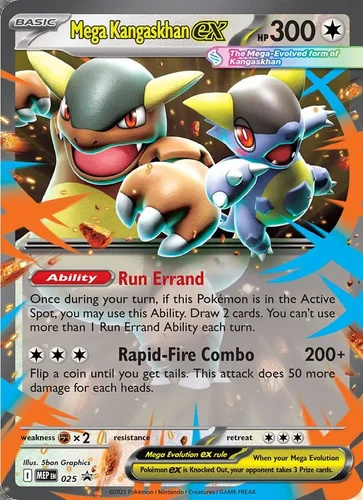 BASIC Mega Kangaskhan ex HP 300
The Mega-Evolved form of
Kangaskhan
Ability Run Errand
Once during your turn, if this Pokémon is in the Active
Spot, you may use this Ability. Draw 2 cards. You can't use
more than 1 Run Errand Ability each turn.
Rapid-Fire Combo 200+
Flip a coin until you get tails. This attack does 50 more
damage for each heads.
weakness ×2 resistance retreat
Illus. 5ban Graphics
I MEP EN 025
Mega Evolution ex rule When your Mega Evolution
Pokémon ex is Knocked Out, your opponent takes 3 Prize cards.
©2025 Pokémon / Nintendo / Creatures / GAME FREAK